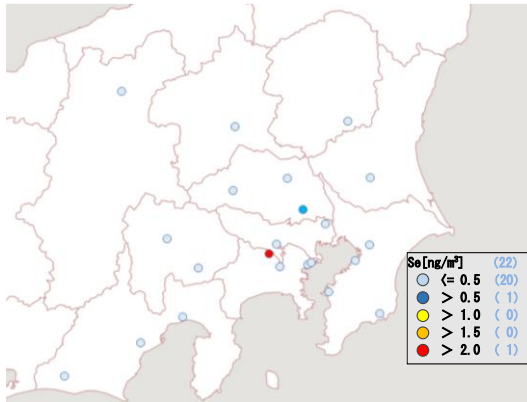 Se[ng/m³] (22)
<= 0.5 (20)
> 0.5 ( 1)
> 1.0 ( 0)
> 1.5 ( 0)
> 2.0 ( 1)